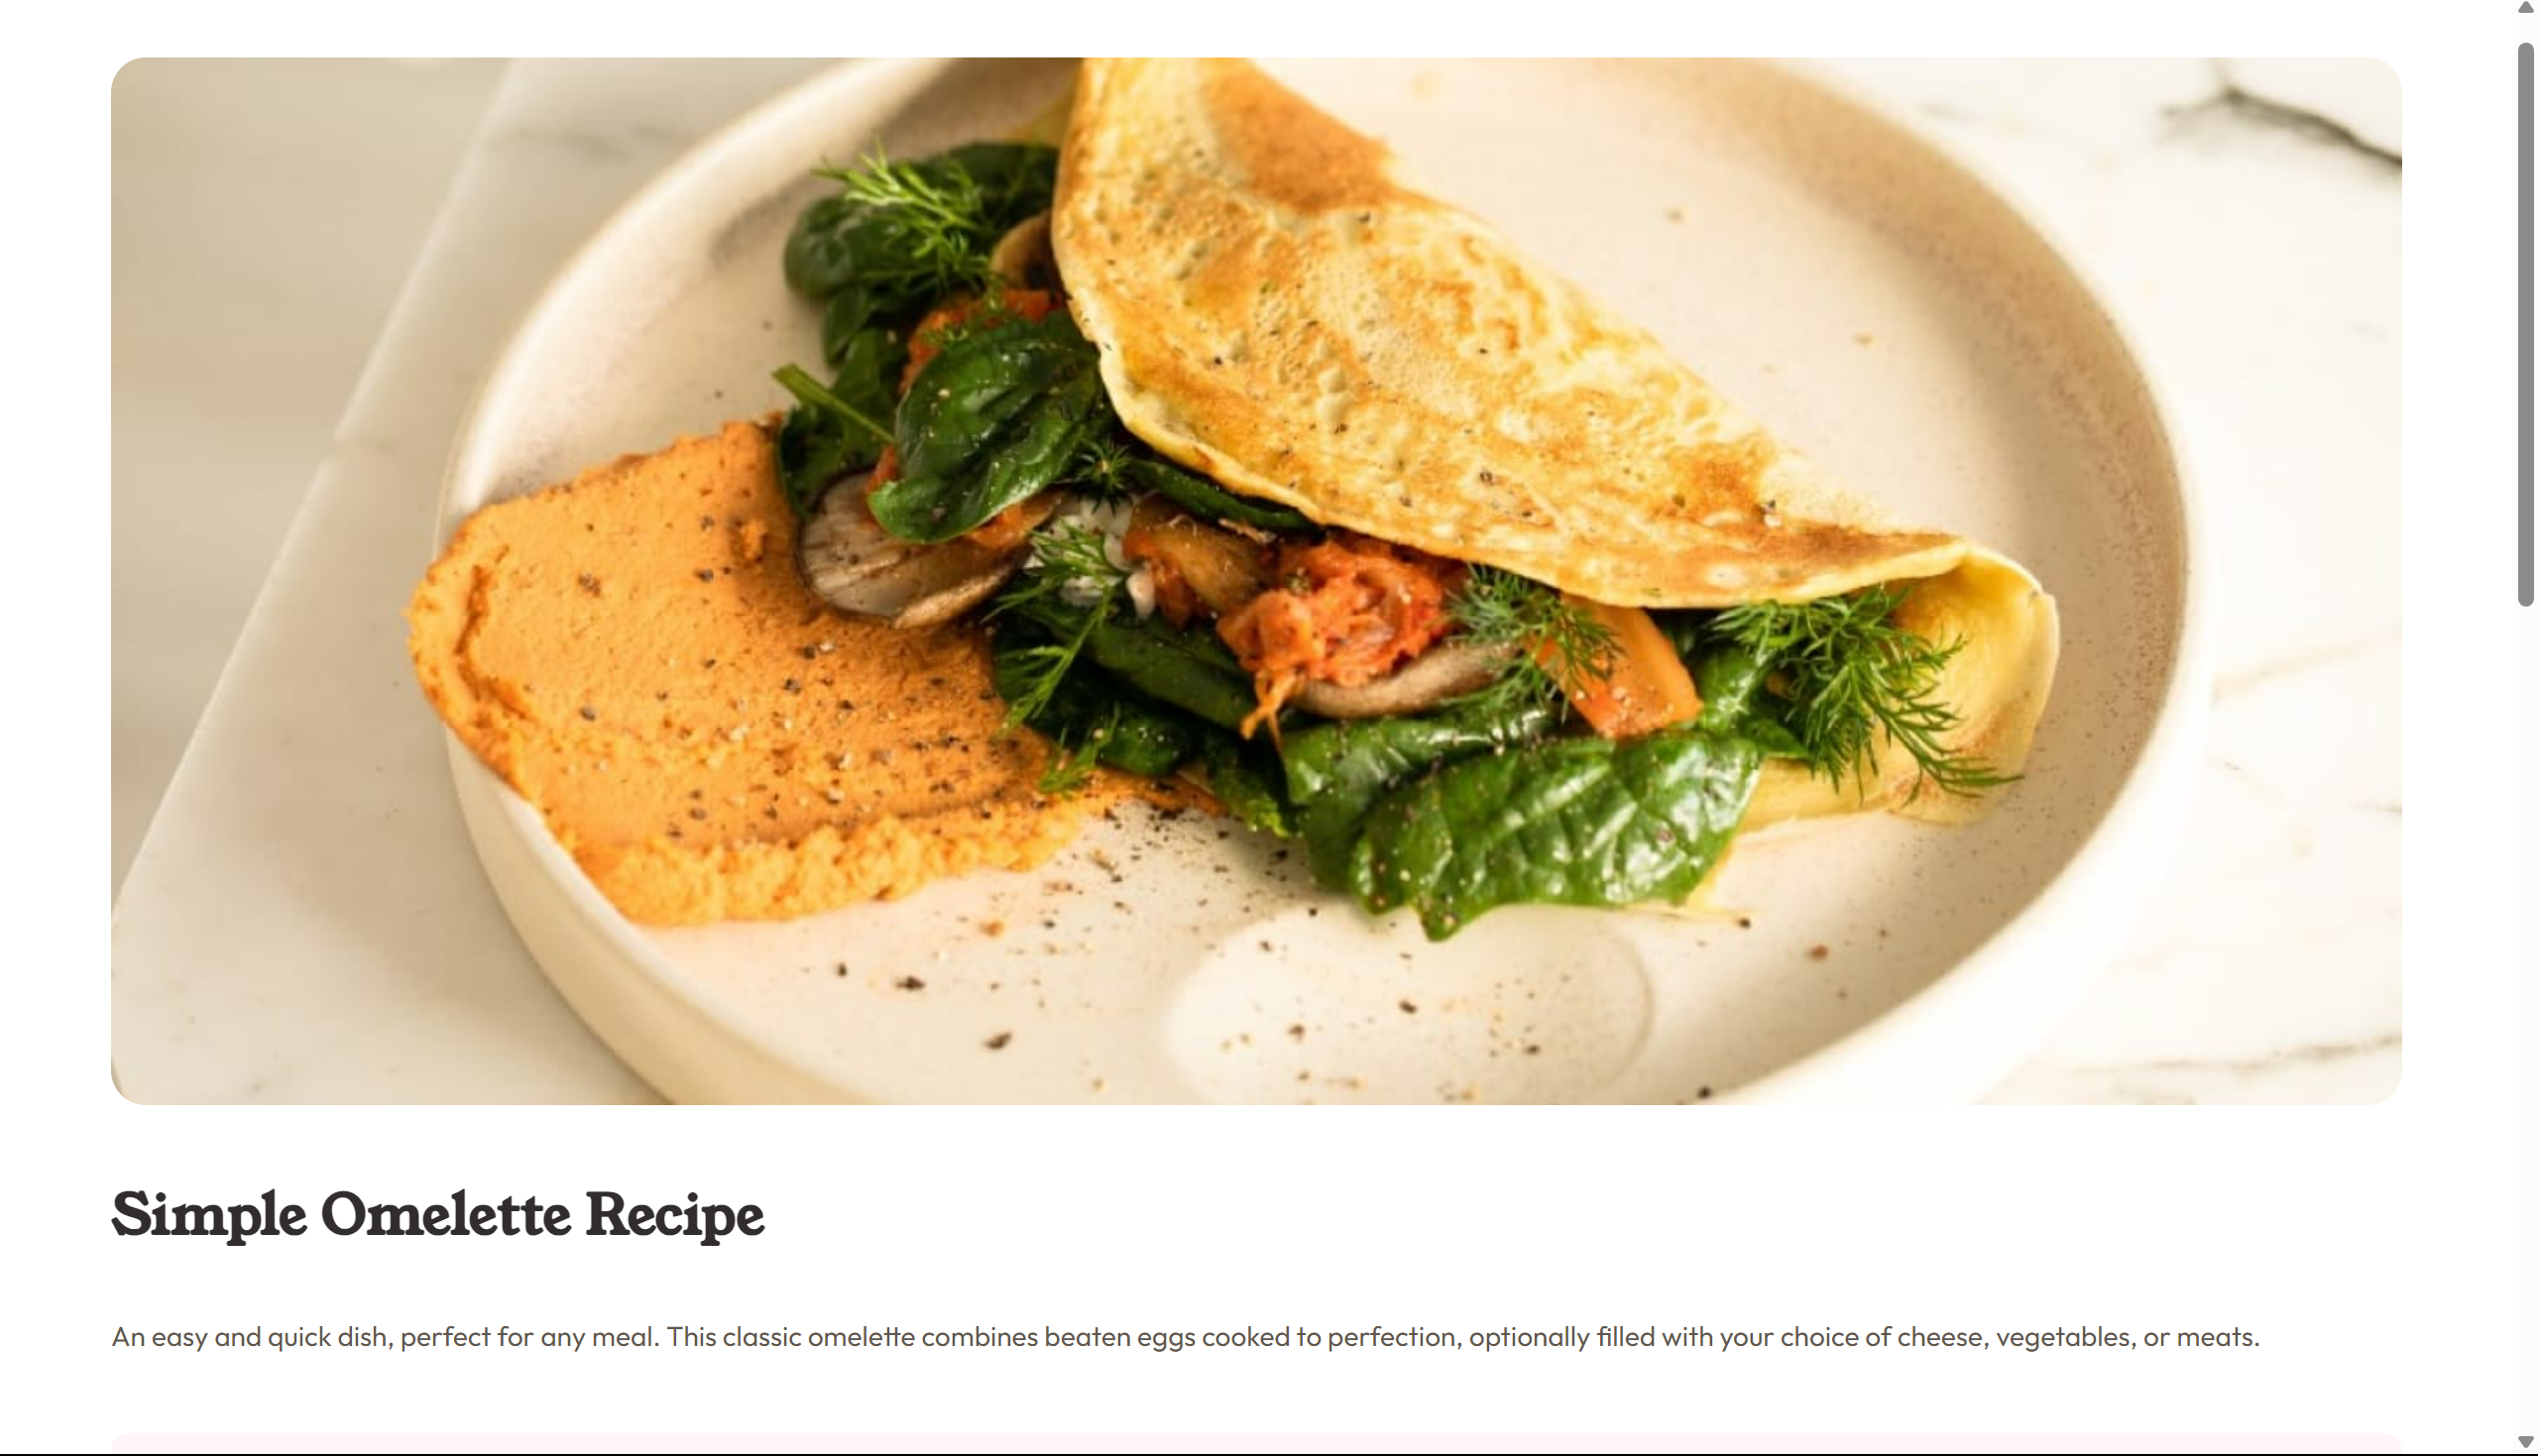 Simple Omelette Recipe
An easy and quick dish, perfect for any meal. This classic omelette combines beaten eggs cooked to perfection, optionally filled with your choice of cheese, vegetables, or meats.